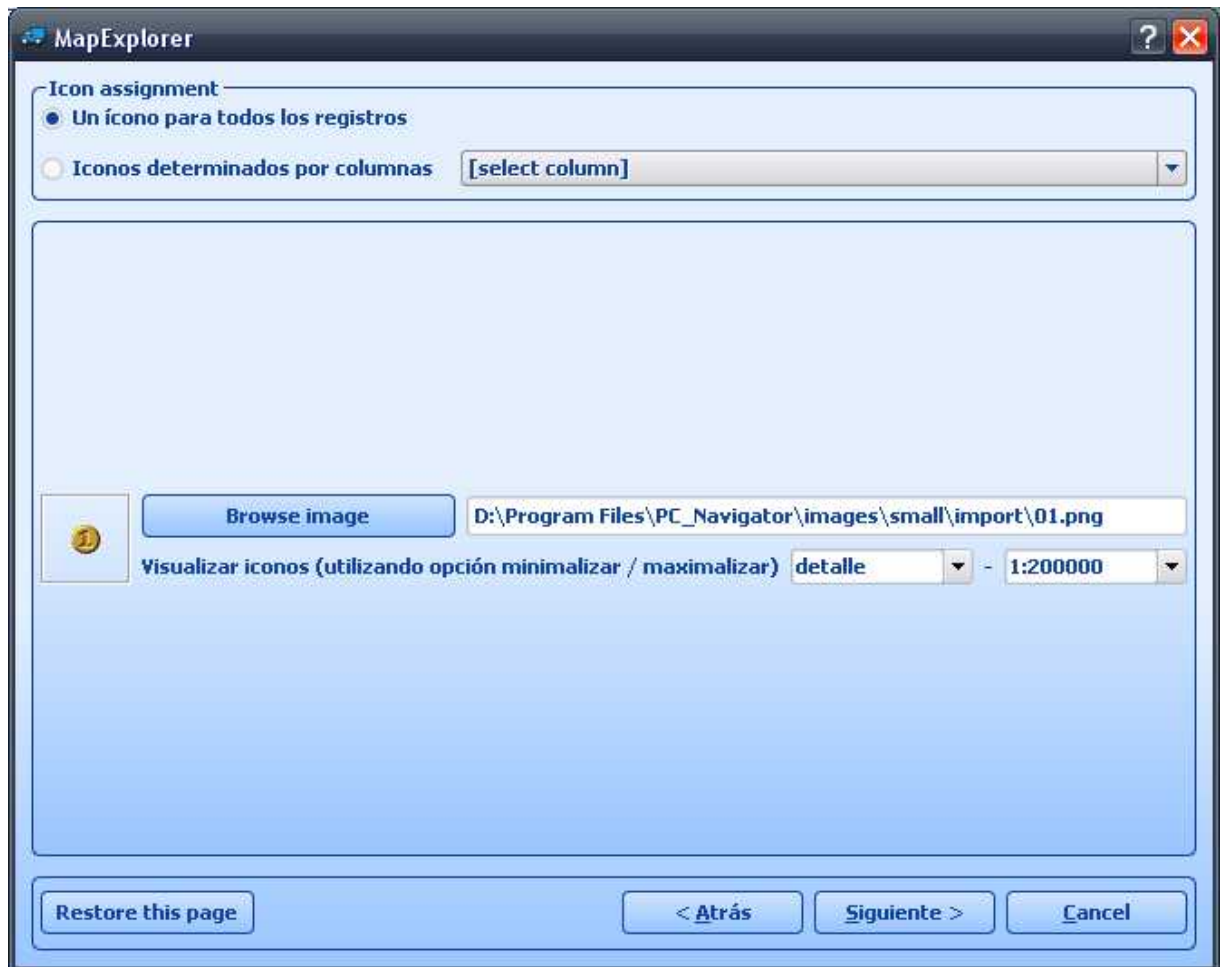 MapExplorer
?
Icon assignment
Un ícono para todos los registros
Iconos determinados por columnas [select column]
Browse image D:\Program Files\PC_Navigator\images\small\import\01.png
Visualizar iconos (utilizando opción minimalizar / maximalizar) detalle - 1:200000
Restore this page < Atrás Siguiente > Cancel